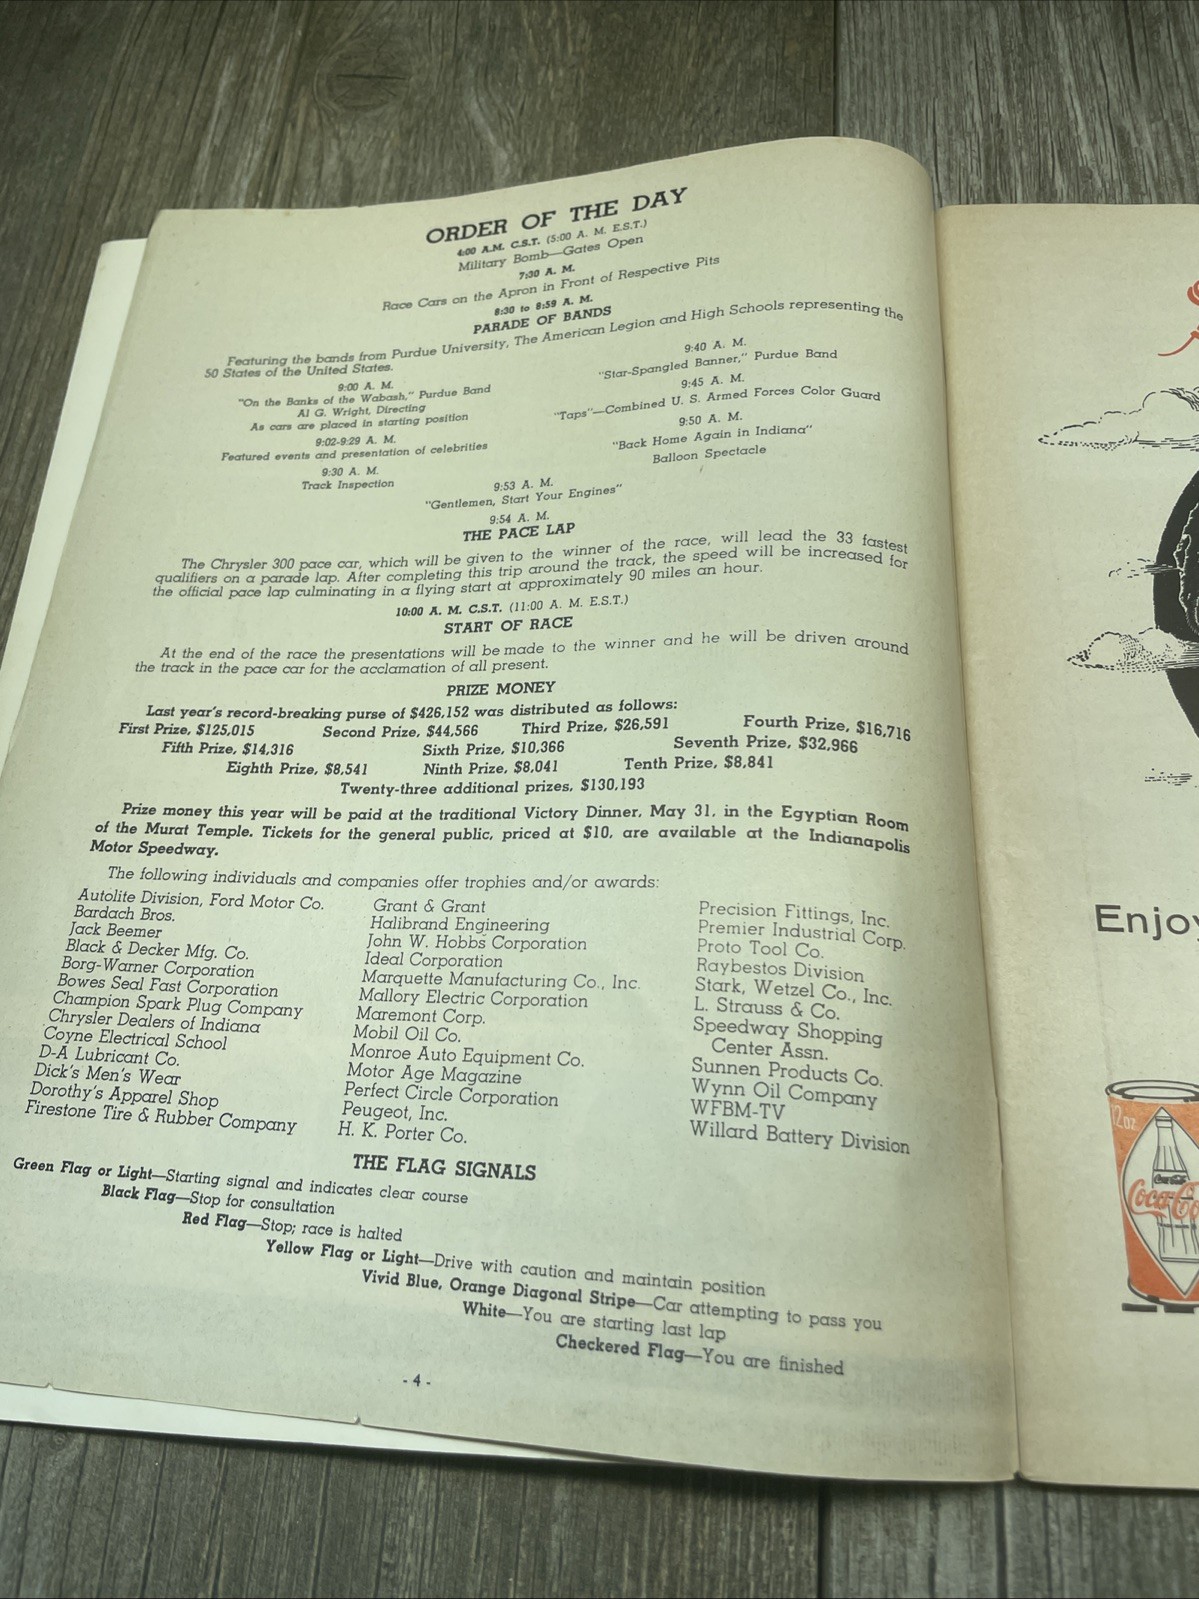 ORDER OF THE DAY
4:00 A.M. C.S.T. (5:00 A. M. E.S.T.)
Military Bomb—Gates Open
7:30 A. M.
Race Cars on the Apron in Front of Respective Pits
8:30 to 8:59 A. M.
PARADE OF BANDS
Featuring the bands from Purdue University, The American Legion and High Schools representing the
50 States of the United States.
9:00 A. M.
"On the Banks of the Wabash," Purdue Band
Al G. Wright, Directing
As cars are placed in starting position
9:02-9:29 A. M.
Featured events and presentation of celebrities
9:30 A. M.
Track Inspection
9:40 A. M.
"Star-Spangled Banner," Purdue Band
9:45 A. M.
"Taps"—Combined U. S. Armed Forces Color Guard
9:50 A. M.
"Back Home Again in Indiana"
Balloon Spectacle
9:53 A. M.
"Gentlemen, Start Your Engines"
9:54 A. M.
THE PACE LAP
The Chrysler 300 pace car, which will be given to the winner of the race, will lead the 33 fastest
qualifiers on a parade lap. After completing this trip around the track, the speed will be increased for
the official pace lap culminating in a flying start at approximately 90 miles an hour.
10:00 A. M. C.S.T. (11:00 A. M. E.S.T.)
START OF RACE
At the end of the race the presentations will be made to the winner and he will be driven around
the track in the pace car for the acclamation of all present.
PRIZE MONEY
Last year's record-breaking purse of $426,152 was distributed as follows:
First Prize, $125,015 Second Prize, $44,566 Third Prize, $26,591 Fourth Prize, $16,716
Fifth Prize, $14,316 Sixth Prize, $10,366 Seventh Prize, $32,966
Eighth Prize, $8,541 Ninth Prize, $8,041 Tenth Prize, $8,841
Twenty-three additional prizes, $130,193
Prize money this year will be paid at the traditional Victory Dinner, May 31, in the Egyptian Room
of the Murat Temple. Tickets for the general public, priced at $10, are available at the Indianapolis
Motor Speedway.
The following individuals and companies offer trophies and/or awards:
Autolite Division, Ford Motor Co.
Bardach Bros.
Jack Beemer
Black & Decker Mfg. Co.
Borg-Warner Corporation
Bowes Seal Fast Corporation
Champion Spark Plug Company
Chrysler Dealers of Indiana
Coyne Electrical School
D-A Lubricant Co.
Dick's Men's Wear
Dorothy's Apparel Shop
Firestone Tire & Rubber Company
Grant & Grant
Halibrand Engineering
John W. Hobbs Corporation
Ideal Corporation
Marquette Manufacturing Co., Inc.
Mallory Electric Corporation
Maremont Corp.
Mobil Oil Co.
Monroe Auto Equipment Co.
Motor Age Magazine
Perfect Circle Corporation
Peugeot, Inc.
H. K. Porter Co.
Precision Fittings, Inc.
Premier Industrial Corp.
Proto Tool Co.
Raybestos Division
Stark, Wetzel Co., Inc.
L. Strauss & Co.
Speedway Shopping
Center Assn.
Sunnen Products Co.
Wynn Oil Company
WFBM-TV
Willard Battery Division
THE FLAG SIGNALS
Green Flag or Light—Starting signal and indicates clear course
Black Flag—Stop for consultation
Red Flag—Stop; race is halted
Yellow Flag or Light—Drive with caution and maintain position
Vivid Blue, Orange Diagonal Stripe—Car attempting to pass you
White—You are starting last lap
Checkered Flag—You are finished
- 4 -
Enjoy
12 oz.
Coca-Cola
Coca-Co